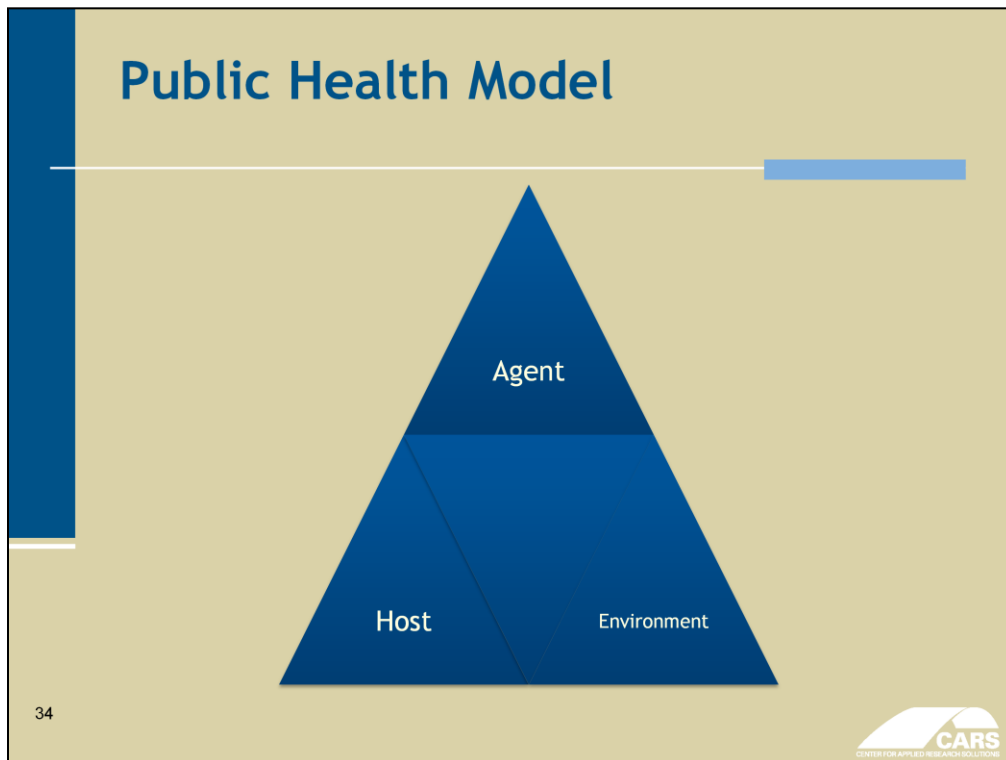 Public Health Model
Agent
Host
Environment
34
CARS
CENTER FOR APPLIED RESEARCH SOLUTIONS